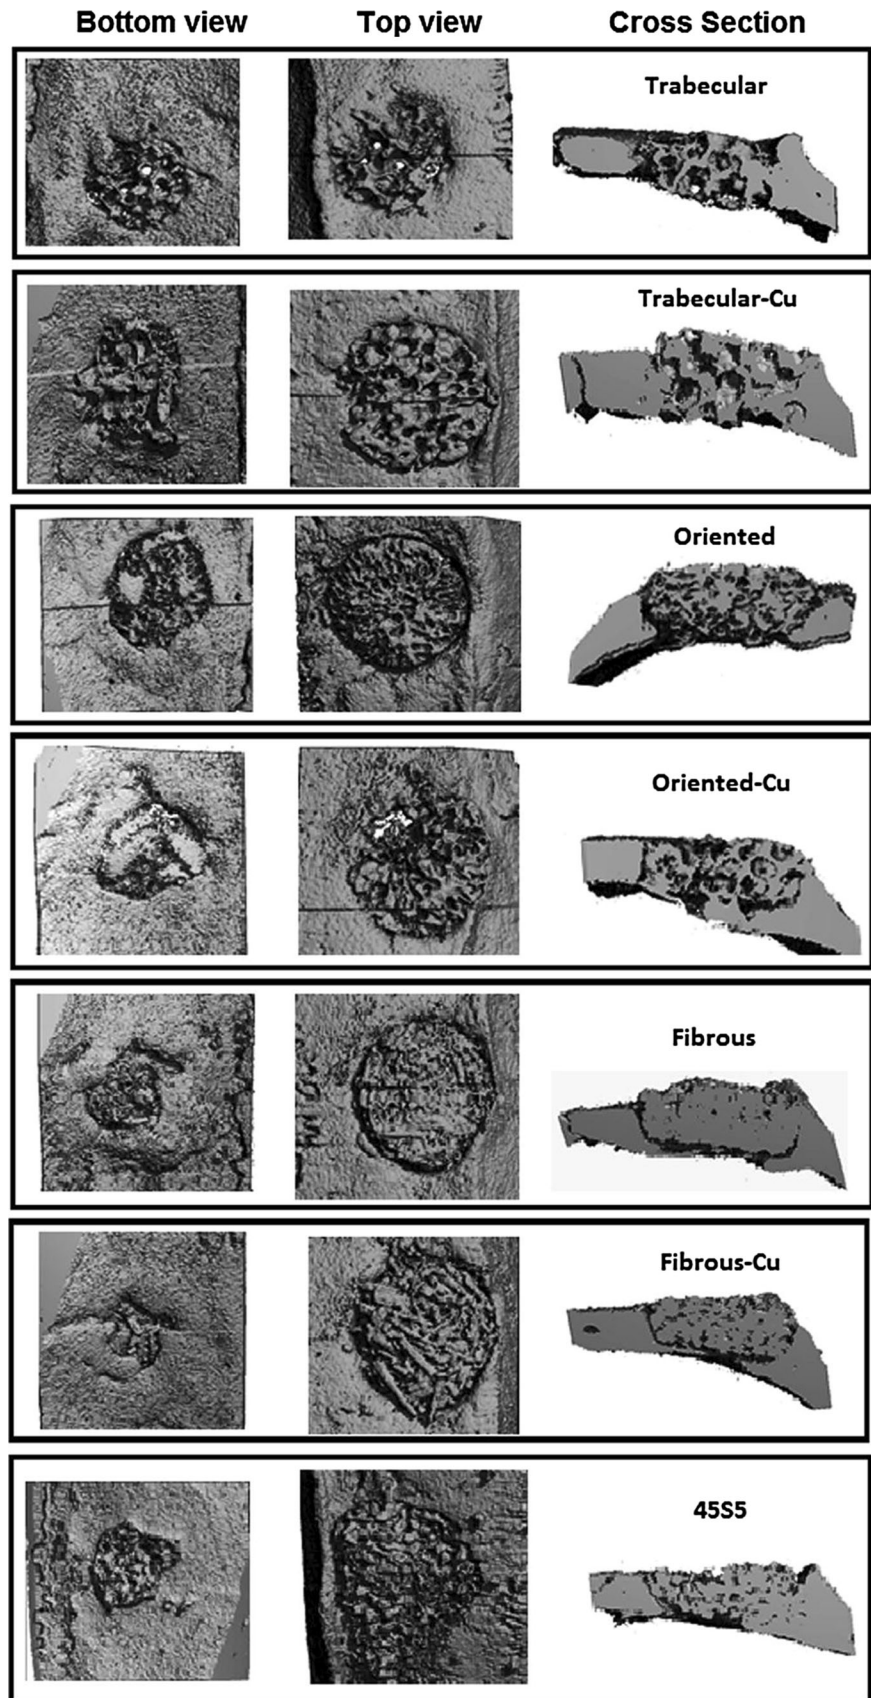 Bottom view Top view Cross Section
Trabecular
Trabecular-Cu
Oriented
Oriented-Cu
Fibrous
Fibrous-Cu
45S5